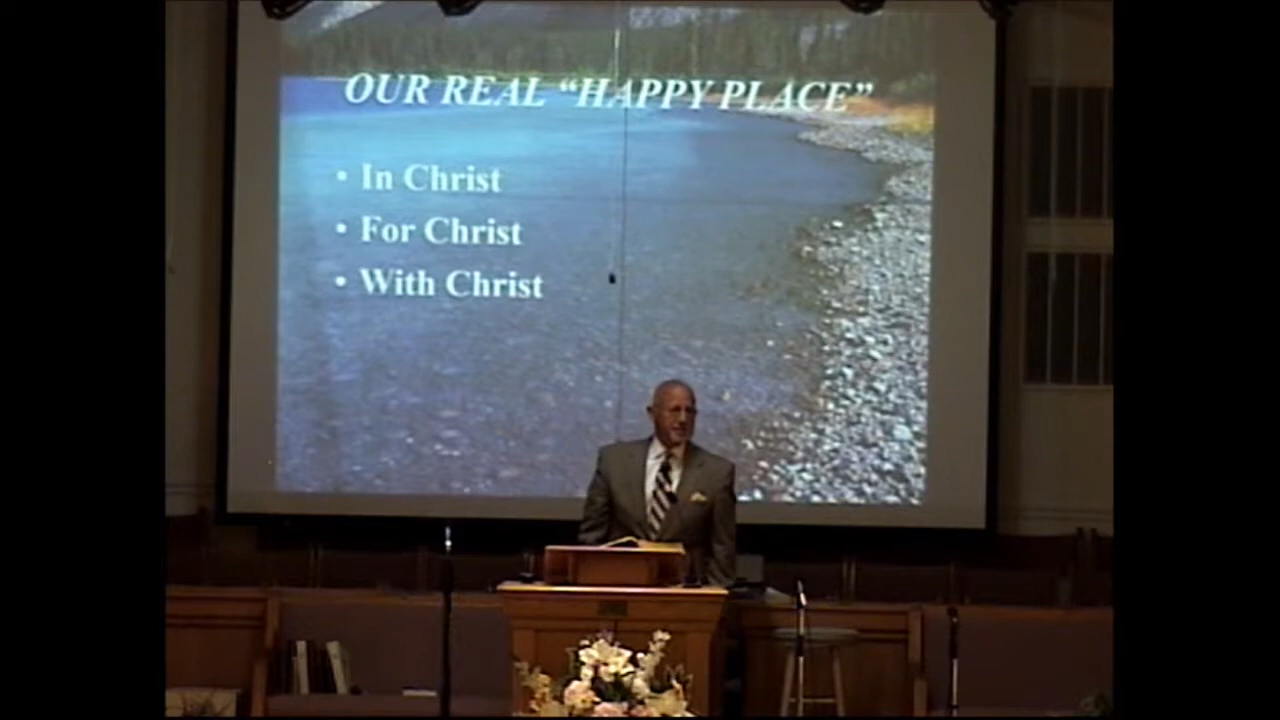 OUR REAL “HAPPY PLACE”
• In Christ
• For Christ
• With Christ